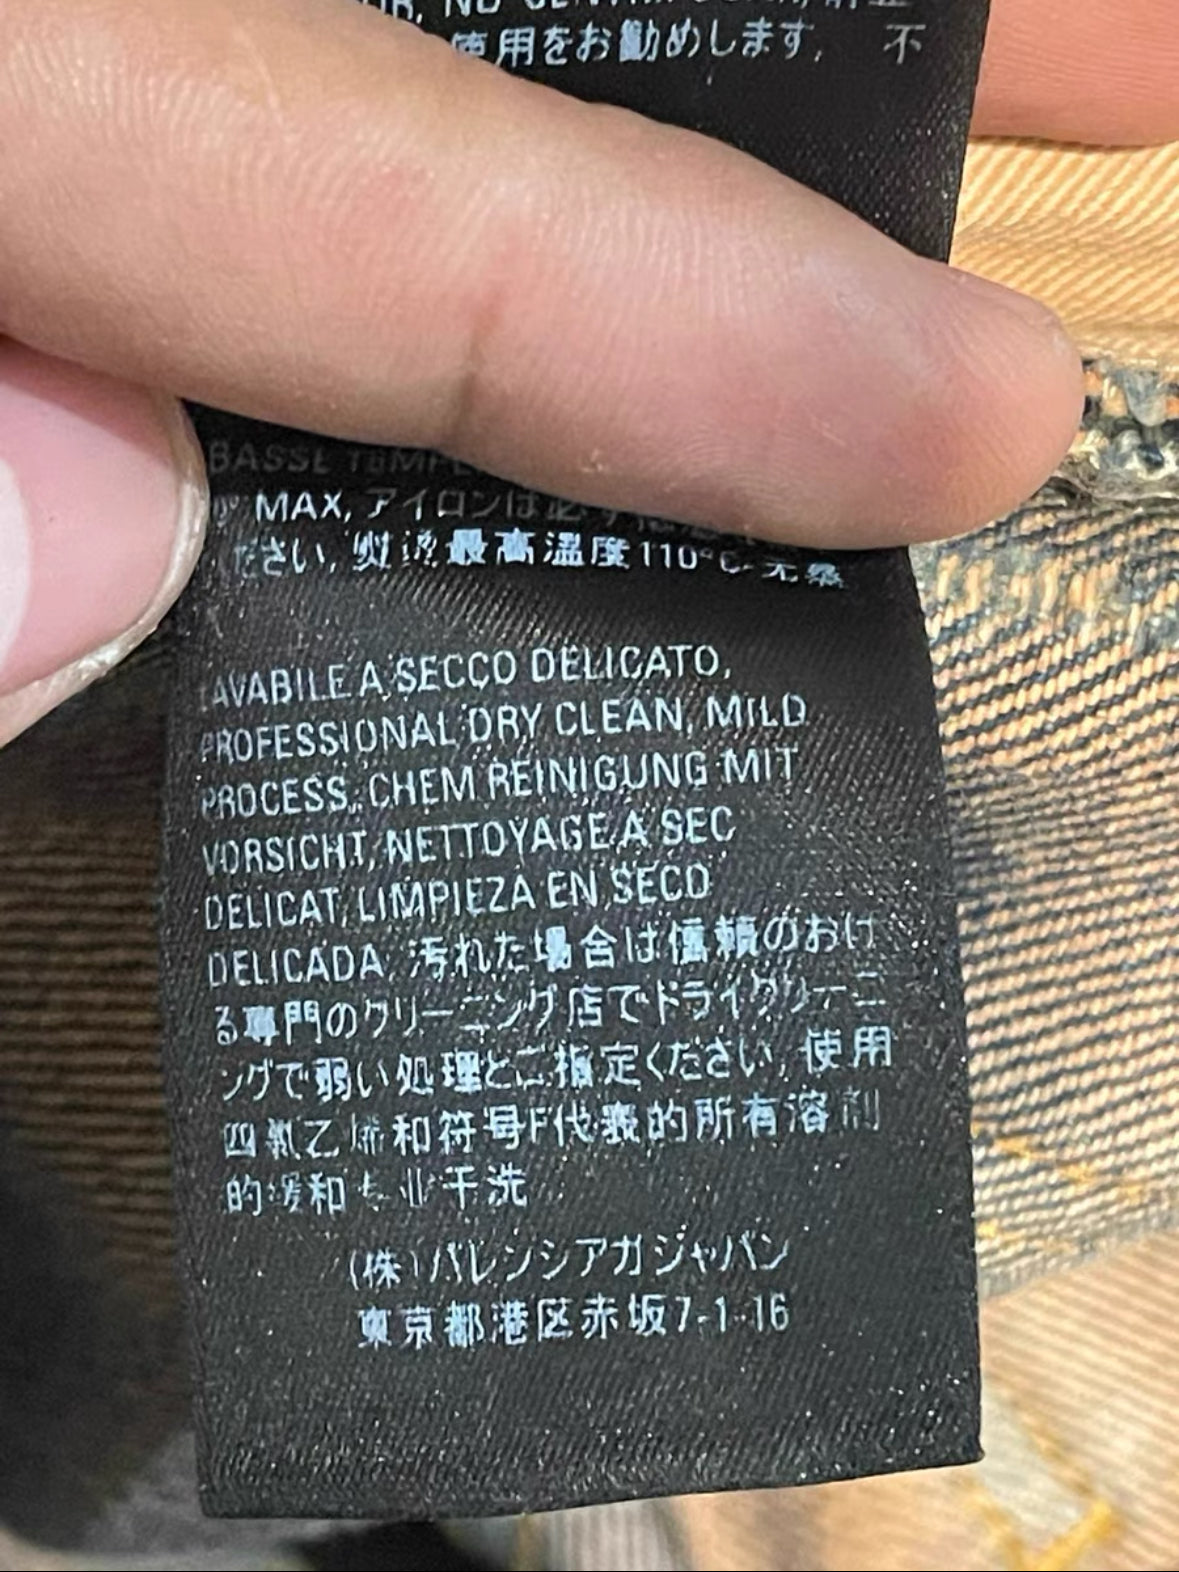 使用をお勧めします, 不
BASSE
MAX, アイロンは必ず
ださい, 最高温度110°C
LAVABILE A SECCO DELICATO,
PROFESSIONAL DRY CLEAN, MILD
PROCESS, CHEM REINIGUNG MIT
VORSICHT, NETTOYAGE A SEC
DELICAT, LIMPIEZA EN SECO
DELICADA, 汚れた場合は信頼のおけ
る専門のクリーニング店でドライクリーニ
ングで弱い処理とご指定ください, 使用
四氯乙烯和符号F代表的所有溶剂
的缓和专业干洗
(株)バレンシアガジャパン
東京都港区赤坂7-1-16